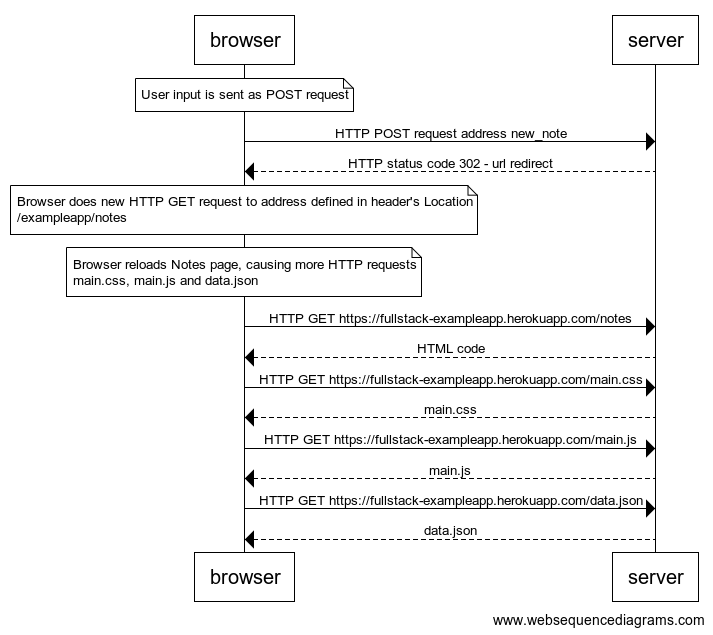 browser server
User input is sent as POST request
HTTP POST request address new_note
HTTP status code 302 - url redirect
Browser does new HTTP GET request to address defined in header's Location
/exampleapp/notes
Browser reloads Notes page, causing more HTTP requests
main.css, main.js and data.json
HTTP GET https://fullstack-exampleapp.herokuapp.com/notes
HTML code
HTTP GET https://fullstack-exampleapp.herokuapp.com/main.css
main.css
HTTP GET https://fullstack-exampleapp.herokuapp.com/main.js
main.js
HTTP GET https://fullstack-exampleapp.herokuapp.com/data.json
data.json
browser server
www.websequencediagrams.com